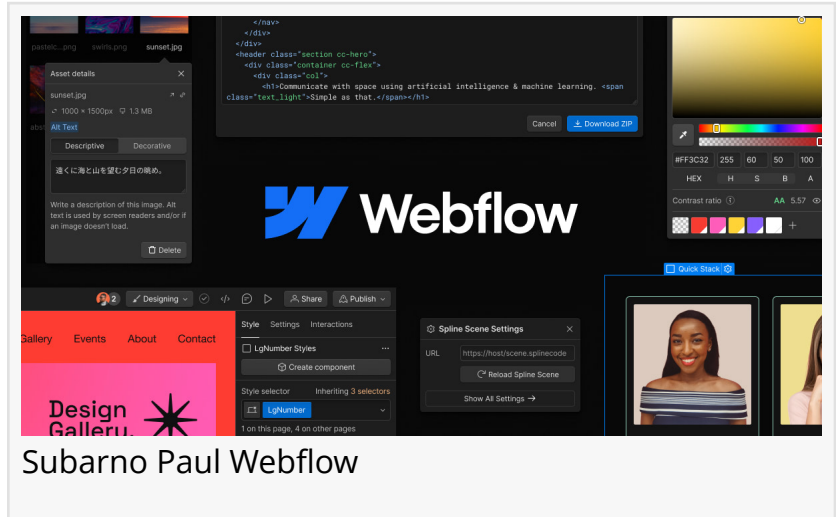 pastelc...png swirls.png sunset.jpg
Asset details
sunset.jpg
1000 × 1500px 1.3 MB
Alt Text
Descriptive Decorative
遠くに海と山を望む夕日の眺め。
Write a description of this image. Alt
text is used by screen readers and/or if
an image doesn't load.
Delete
</nav>
</div>
</div>
<header class="section cc-hero">
<div class="container cc-flex">
<div class="col">
<h1>Communicate with space using artificial intelligence & machine learning. <span
class="text_light">Simple as that.</span></h1>
Cancel Download ZIP
#FF3C32 255 60 50 100
HEX H S B A
Contrast ratio AA 5.57
Webflow
Quick Stack
2 Designing Share Publish
Gallery Events About Contact
Design
Gallery.
Style Settings Interactions
LgNumber Styles
Create component
Style selector Inheriting 3 selectors
LgNumber
1 on this page, 4 on other pages
Spline Scene Settings
URL https://host/scene.splinecode
Reload Spline Scene
Show All Settings →
Subarno Paul Webflow